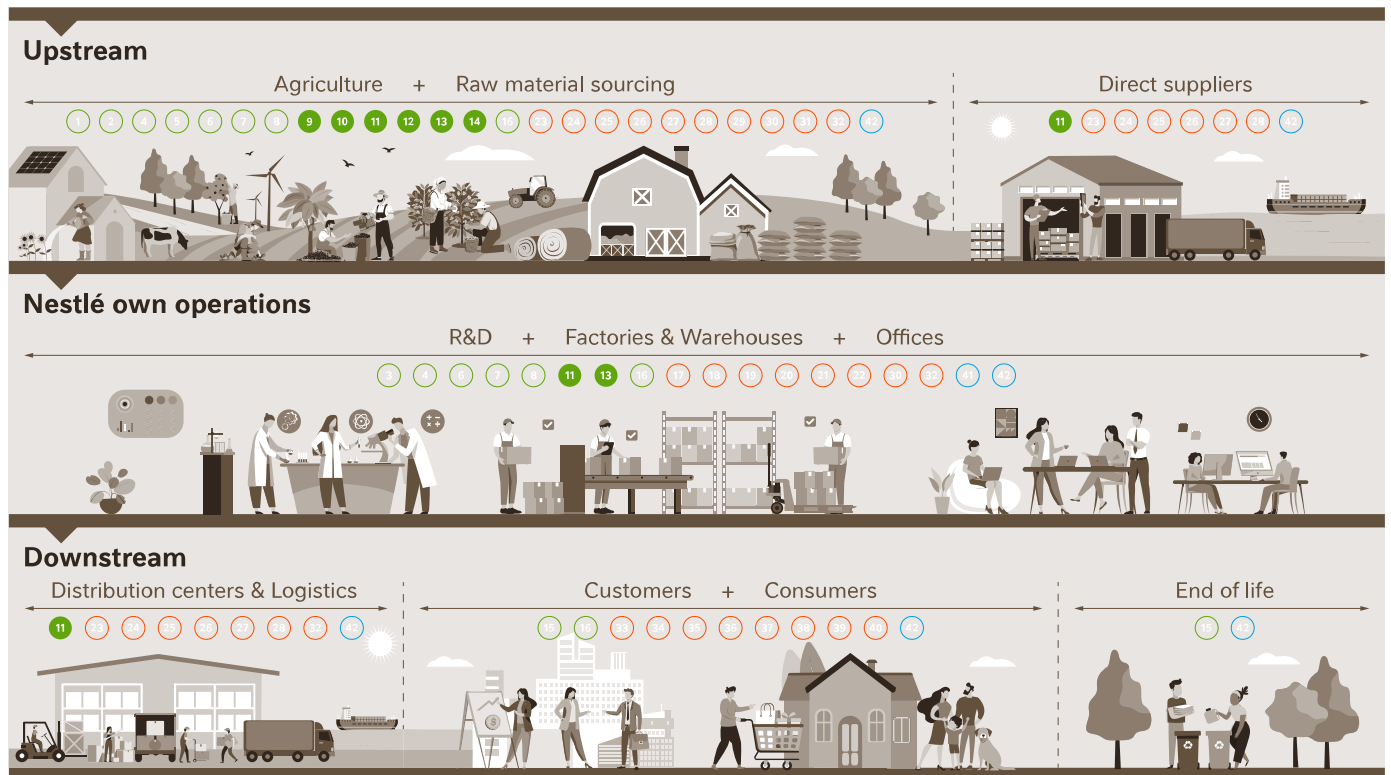 Upstream
Agriculture + Raw material sourcing
1 2 4 5 6 7 8 9 10 11 12 13 14 16 23 24 25 26 27 28 29 30 31 32 42
Direct suppliers
11 23 24 25 26 27 28 42
Nestlé own operations
R&D + Factories & Warehouses + Offices
3 4 6 7 8 11 13 16 17 18 19 20 21 22 30 32 41 42
Downstream
Distribution centers & Logistics
11 23 24 25 26 27 28 32 42
Customers + Consumers
15 16 33 34 35 36 37 38 39 40 42
End of life
15 42
$